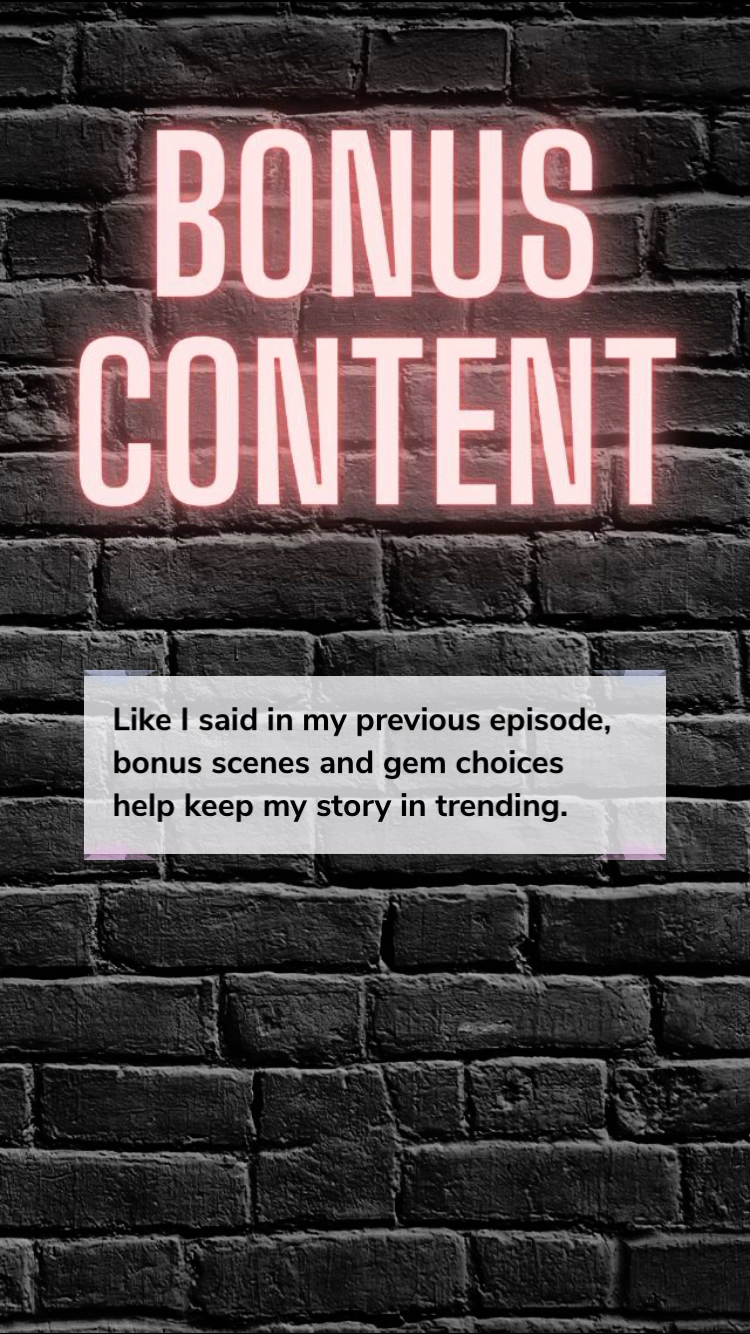 BONUS
CONTENT
Like I said in my previous episode,
bonus scenes and gem choices
help keep my story in trending.